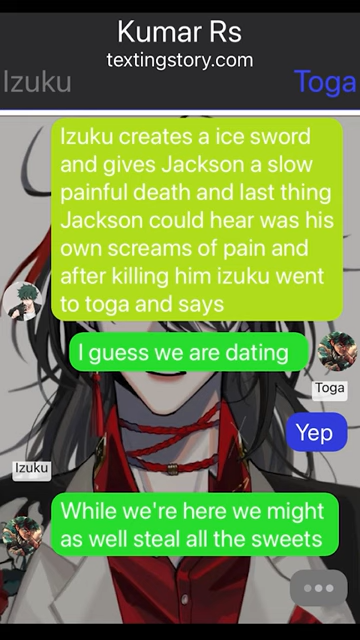 Kumar Rs
textingstory.com
Izuku
Toga
Izuku creates a ice sword
and gives Jackson a slow
painful death and last thing
Jackson could hear was his
own screams of pain and
after killing him izuku went
to toga and says
I guess we are dating
Toga
Yep
Izuku
While we're here we might
as well steal all the sweets